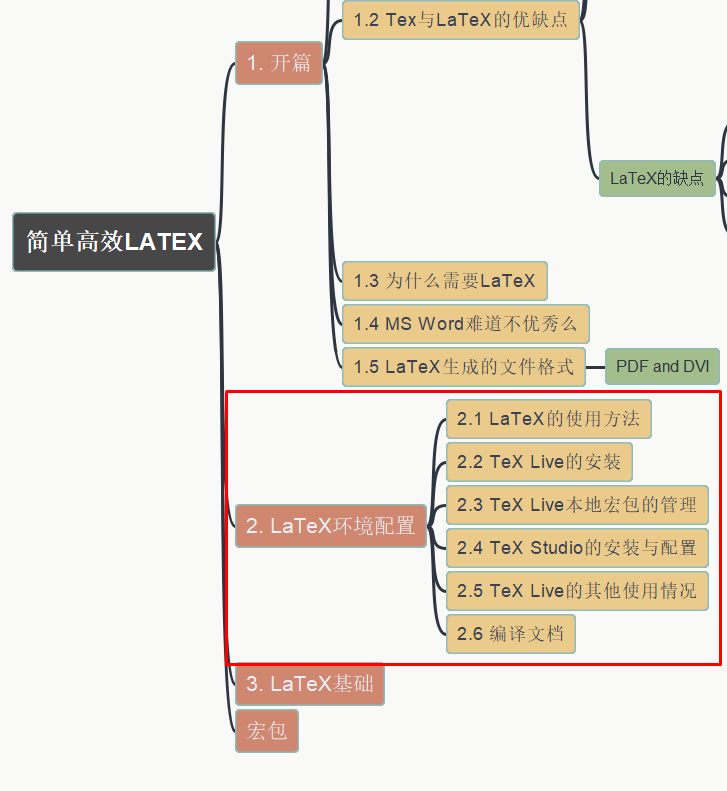 1.2 Tex与LaTeX的优缺点
1. 开篇
LaTeX的缺点
简单高效LATEX
1.3 为什么需要LaTeX
1.4 MS Word难道不优秀么
1.5 LaTeX生成的文件格式
PDF and DVI
2.1 LaTeX的使用方法
2.2 TeX Live的安装
2.3 TeX Live本地宏包的管理
2. LaTeX环境配置
2.4 TeX Studio的安装与配置
2.5 TeX Live的其他使用情况
2.6 编译文档
3. LaTeX基础
宏包